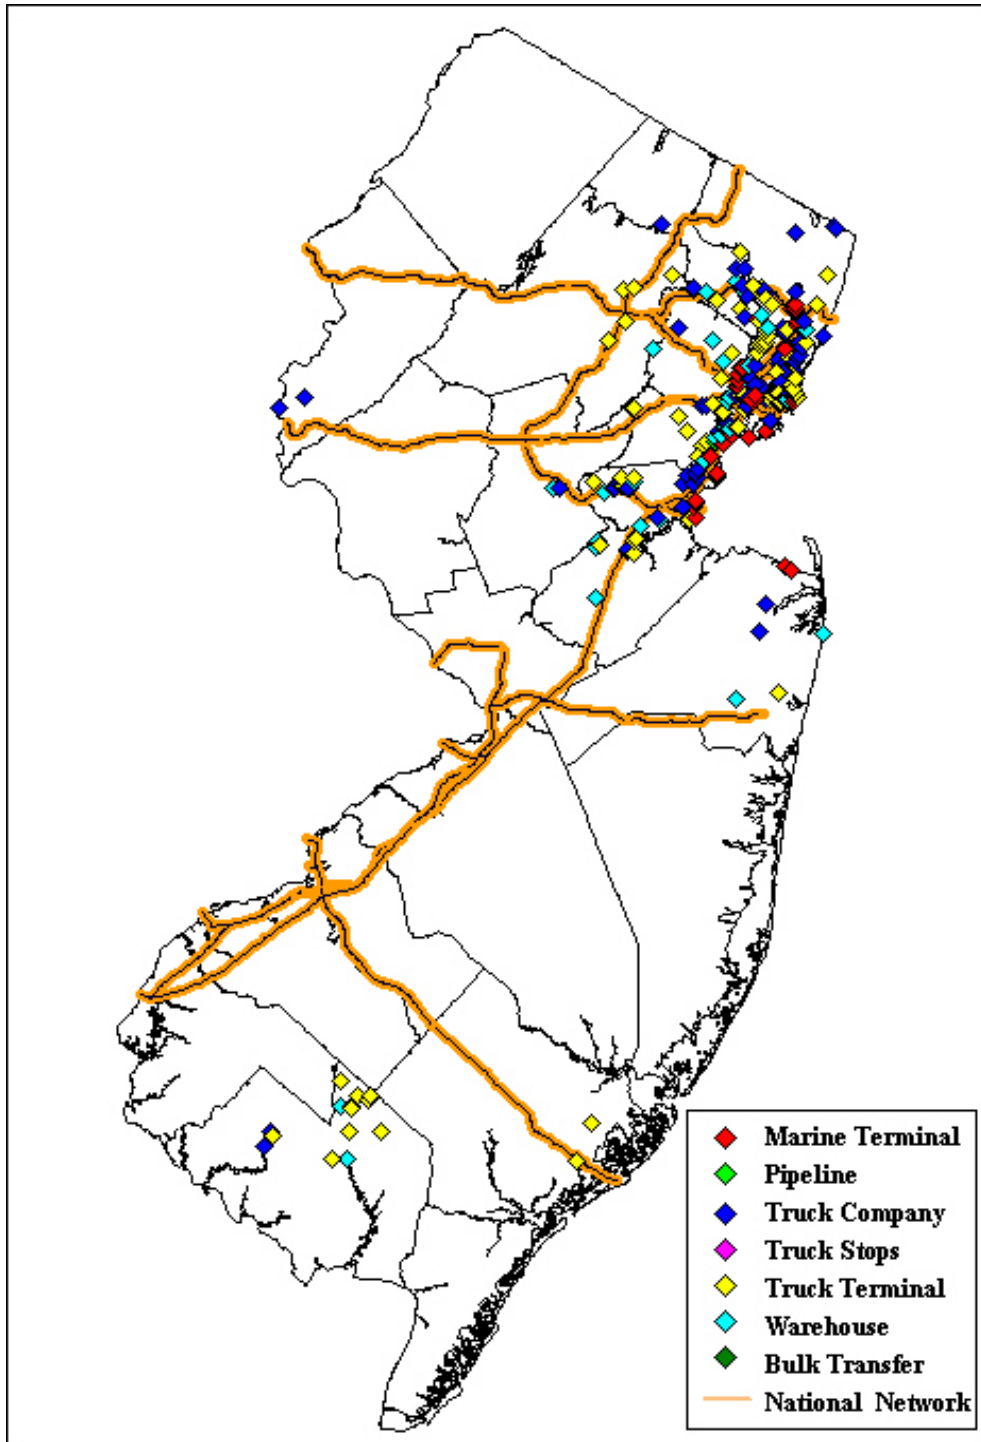 Marine Terminal
Pipeline
Truck Company
Truck Stops
Truck Terminal
Warehouse
Bulk Transfer
National Network